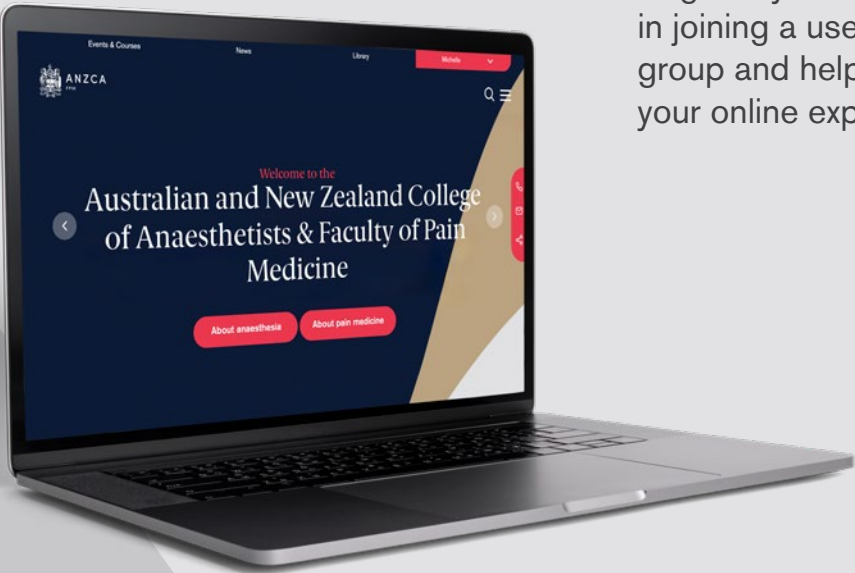 in joining a use
group and help
your online exp
Events & Courses
News
Library
Michelle
ANZCA
FPM
Welcome to the
Australian and New Zealand College
of Anaesthetists & Faculty of Pain
Medicine
About anaesthesia
About pain medicine